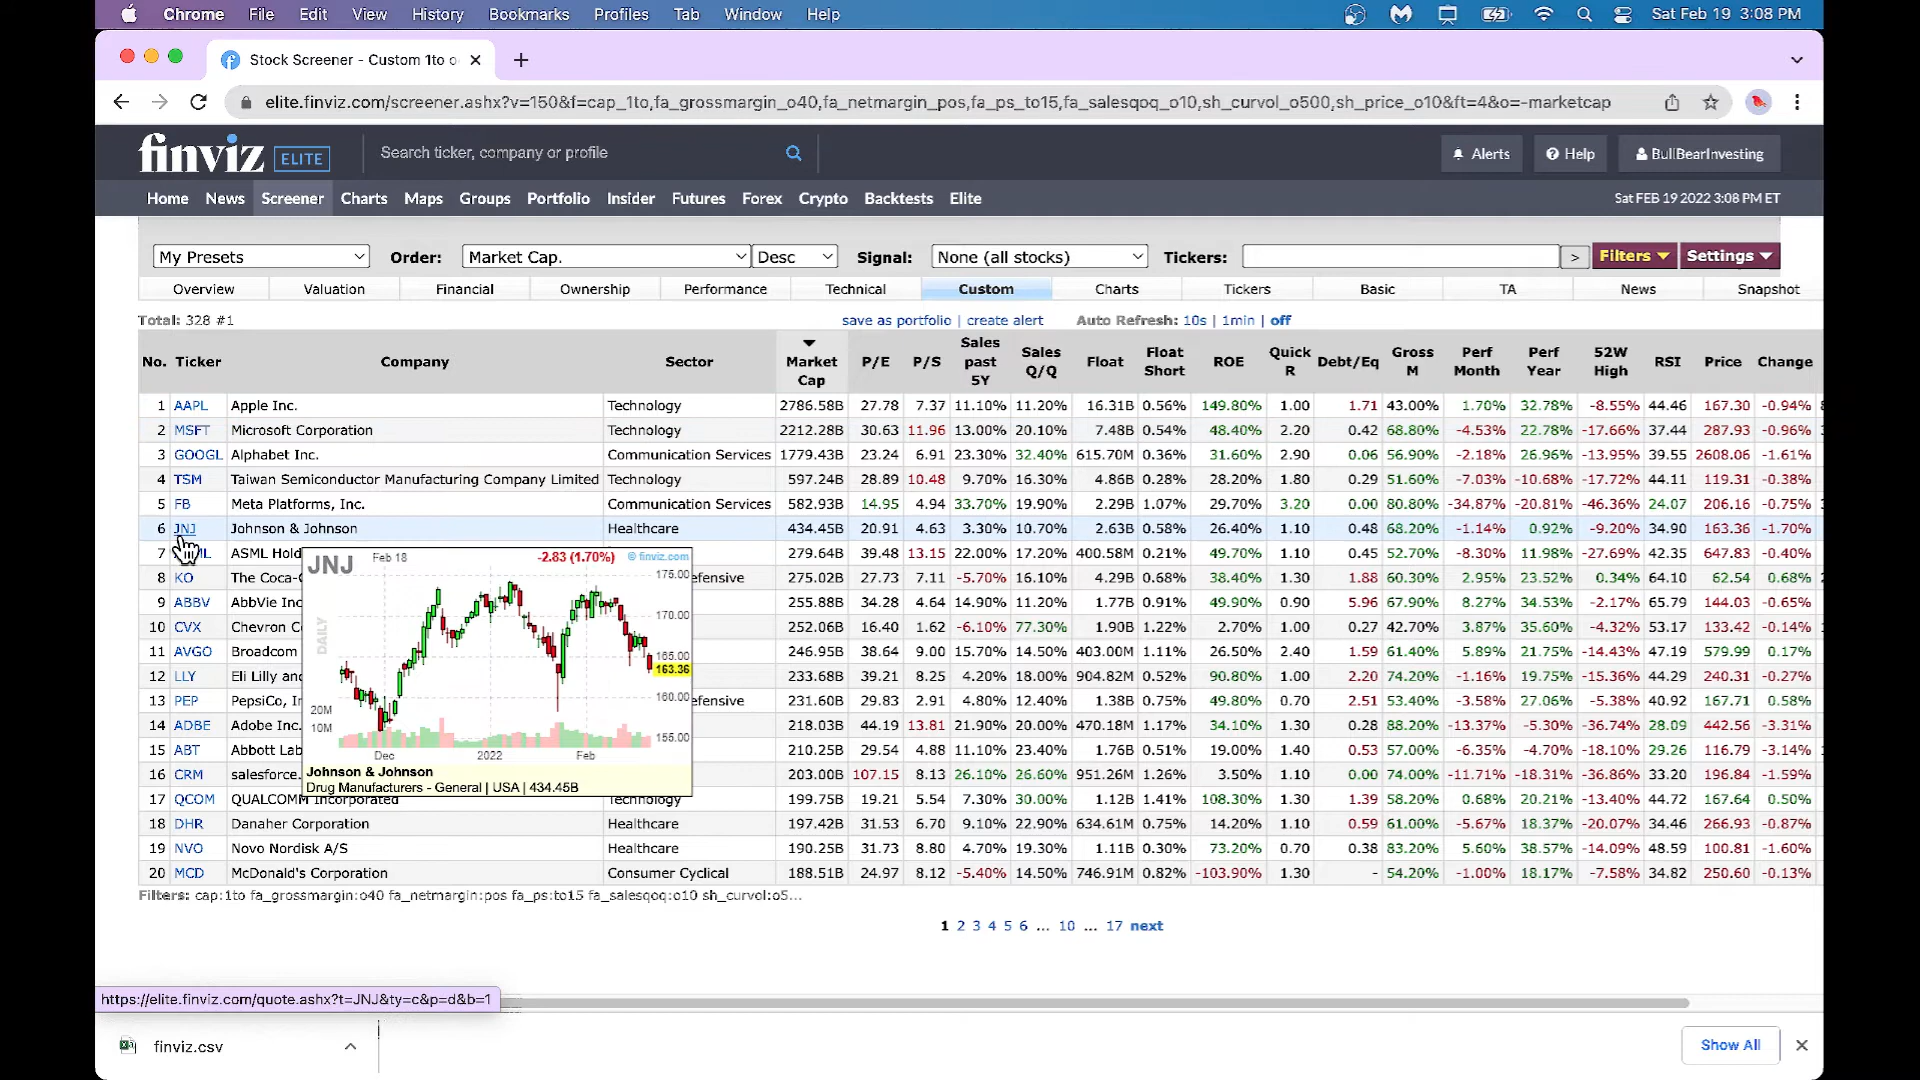 Chrome File Edit View History Bookmarks Profiles Tab Window Help Sat Feb 19 3:08 PM
Stock Screener - Custom 1to o
elite.finviz.com/screener.ashx?v=150&f=cap_1to,fa_grossmargin_o40,fa_netmargin_pos,fa_ps_to15,fa_salesqoq_o10,sh_curvol_o500,sh_price_o10&ft=4&o=-marketcap
finviz ELITE Search ticker, company or profile Alerts Help BullBearInvesting
Home News Screener Charts Maps Groups Portfolio Insider Futures Forex Crypto Backtests Elite Sat FEB 19 2022 3:08 PM ET
My Presets Order: Market Cap. Desc Signal: None (all stocks) Tickers: > Filters Settings
Overview Valuation Financial Ownership Performance Technical Custom Charts Tickers Basic TA News Snapshot
Total: 328 #1 save as portfolio | create alert Auto Refresh: 10s | 1min | off
No. Ticker Company Sector Market Cap P/E P/S Sales past 5Y Sales Q/Q Float Float Short ROE Quick R Debt/Eq Gross M Perf Month Perf Year 52W High RSI Price Change
1 AAPL Apple Inc. Technology 2786.58B 27.78 7.37 11.10% 11.20% 16.31B 0.56% 149.80% 1.00 1.71 43.00% 1.70% 32.78% -8.55% 44.46 167.30 -0.94%
2 MSFT Microsoft Corporation Technology 2212.28B 30.63 11.96 13.00% 20.10% 7.48B 0.54% 48.40% 2.20 0.42 68.80% -4.53% 22.78% -17.66% 37.44 287.93 -0.96%
3 GOOGL Alphabet Inc. Communication Services 1779.43B 23.24 6.91 23.30% 32.40% 615.70M 0.36% 31.60% 2.90 0.06 56.90% -2.18% 26.96% -13.95% 39.55 2608.06 -1.61%
4 TSM Taiwan Semiconductor Manufacturing Company Limited Technology 597.24B 28.89 10.48 9.70% 16.30% 4.86B 0.28% 28.20% 1.80 0.29 51.60% -7.03% -10.68% -17.72% 44.11 119.31 -0.38%
5 FB Meta Platforms, Inc. Communication Services 582.93B 14.95 4.94 33.70% 19.90% 2.29B 1.07% 29.70% 3.20 0.00 80.80% -34.87% -20.81% -46.36% 24.07 206.16 -0.75%
6 JNJ Johnson & Johnson Healthcare 434.45B 20.91 4.63 3.30% 10.70% 2.63B 0.58% 26.40% 1.10 0.48 68.20% -1.14% 0.92% -9.20% 34.90 163.36 -1.70%
7 ML ASML Hold 279.64B 39.48 13.15 22.00% 17.20% 400.58M 0.21% 49.70% 1.10 0.45 52.70% -8.30% 11.98% -27.69% 42.35 647.83 -0.40%
8 KO The Coca-C efensive 275.02B 27.73 7.11 -5.70% 16.10% 4.29B 0.68% 38.40% 1.30 1.88 60.30% 2.95% 23.52% 0.34% 64.10 62.54 0.68%
9 ABBV AbbVie Inc 255.88B 34.28 4.64 14.90% 11.20% 1.77B 0.91% 49.90% 0.90 5.96 67.90% 8.27% 34.53% -2.17% 65.79 144.03 -0.65%
10 CVX Chevron C 252.06B 16.40 1.62 -6.10% 77.30% 1.90B 1.22% 2.70% 1.00 0.27 42.70% 3.87% 35.60% -4.32% 53.17 133.42 -0.14%
11 AVGO Broadcom 246.95B 38.64 9.00 15.70% 14.50% 403.00M 1.11% 26.50% 2.40 1.59 61.40% 5.89% 21.75% -14.43% 47.19 579.99 0.17%
12 LLY Eli Lilly and 233.68B 39.21 8.25 4.20% 18.00% 904.82M 0.52% 90.80% 1.00 2.20 74.20% -1.16% 19.75% -15.36% 44.29 240.31 -0.27%
13 PEP PepsiCo, In efensive 231.60B 29.83 2.91 4.80% 12.40% 1.38B 0.75% 49.80% 0.70 2.51 53.40% -3.58% 27.06% -5.38% 40.92 167.71 0.58%
14 ADBE Adobe Inc. 218.03B 44.19 13.81 21.90% 20.00% 470.18M 1.17% 34.10% 1.30 0.28 88.20% -13.37% -5.30% -36.74% 28.09 442.56 -3.31%
15 ABT Abbott Lab 210.25B 29.54 4.88 11.10% 23.40% 1.76B 0.51% 19.00% 1.40 0.53 57.00% -6.35% -4.70% -18.10% 29.26 116.79 -3.14%
16 CRM salesforce. 203.00B 107.15 8.13 26.10% 26.60% 951.26M 1.26% 3.50% 1.10 0.00 74.00% -11.71% -18.31% -36.86% 33.20 196.84 -1.59%
17 QCOM QUALCOMM Incorporated Technology 199.75B 19.21 5.54 7.30% 30.00% 1.12B 1.41% 108.30% 1.30 1.39 58.20% 0.68% 20.21% -13.40% 44.72 167.64 0.50%
18 DHR Danaher Corporation Healthcare 197.42B 31.53 6.70 9.10% 22.90% 634.61M 0.75% 14.20% 1.10 0.59 61.00% -5.67% 18.37% -20.07% 34.46 266.93 -0.87%
19 NVO Novo Nordisk A/S Healthcare 190.25B 31.73 8.80 4.70% 19.30% 1.11B 0.30% 73.20% 0.70 0.38 83.20% 5.60% 38.57% -14.09% 48.59 100.81 -1.60%
20 MCD McDonald's Corporation Consumer Cyclical 188.51B 24.97 8.12 -5.40% 14.50% 746.91M 0.82% -103.90% 1.30 - 54.20% -1.00% 18.17% -7.58% 34.82 250.60 -0.13%
JNJ Feb 18 -2.83 (1.70%) © finviz.com
DAILY
175.00
170.00
165.00
163.36
160.00
155.00
20M
10M
Dec 2022 Feb
Johnson & Johnson
Drug Manufacturers - General | USA | 434.45B
Filters: cap:1to fa_grossmargin:o40 fa_netmargin:pos fa_ps:to15 fa_salesqoq:o10 sh_curvol:o5...
1 2 3 4 5 6 ... 10 ... 17 next
https://elite.finviz.com/quote.ashx?t=JNJ&ty=c&p=d&b=1
finviz.csv Show All